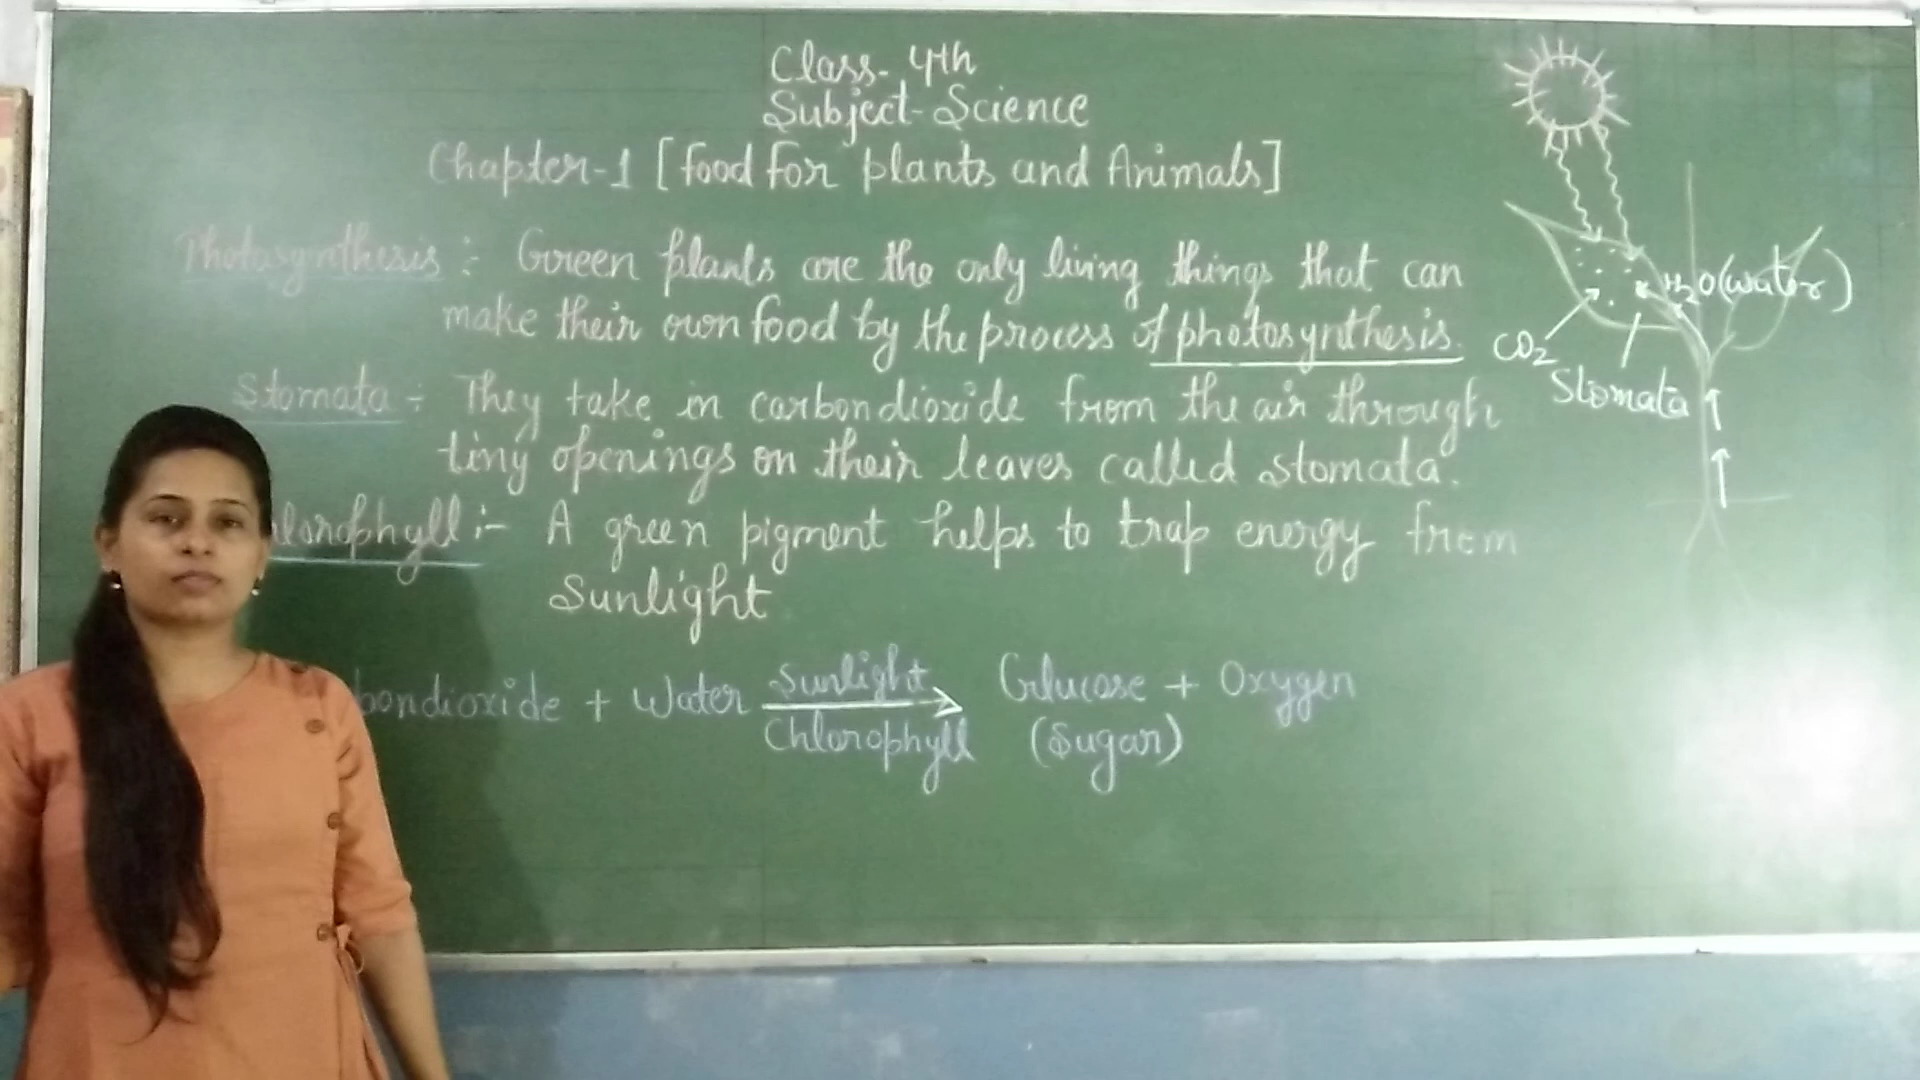 Class- 4th
Subject- Science
Chapter-1 [food for plants and Animals]
Photosynthesis :- Green plants are the only living things that can
make their own food by the process of photosynthesis.
Stomata :- They take in carbondioxide from the air through
tiny openings on their leaves called stomata.
lorophyll :- A green pigment helps to trap energy from
Sunlight
bondioxide + Water Sunlight Glucose + Oxygen
Chlorophyll (Sugar)
H2O(water)
CO2
Stomata